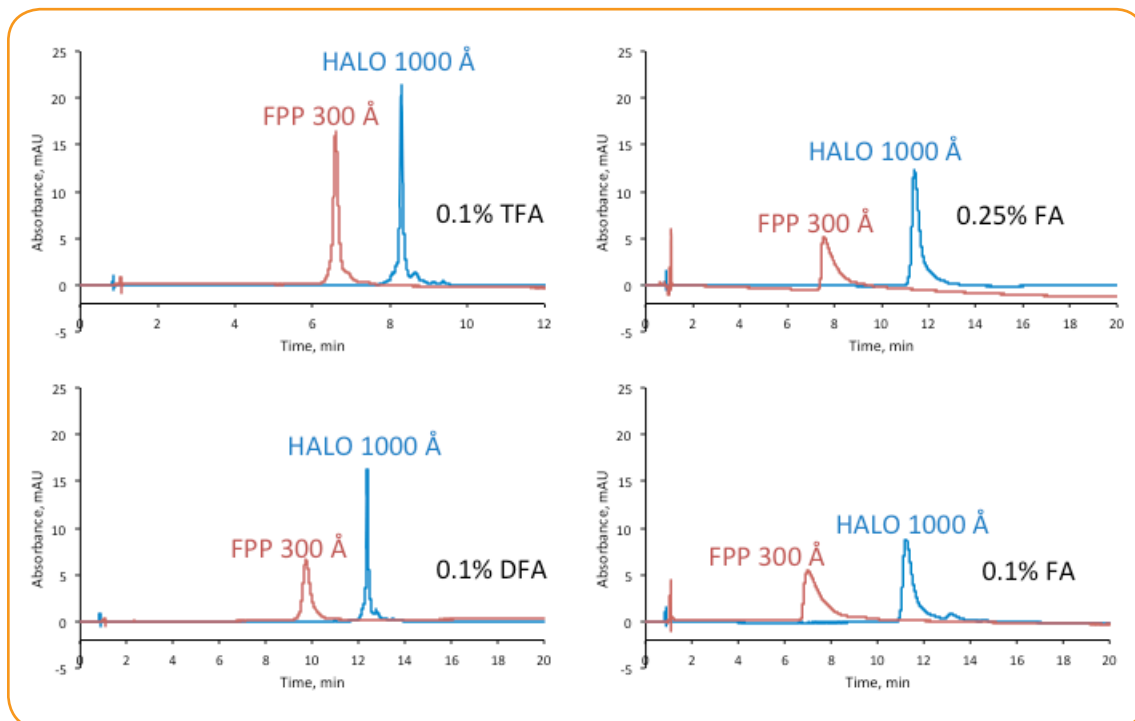 25
20
15
10
5
0
-5
Absorbance, mAU
HALO 1000 Å
FPP 300 Å
0.1% TFA
0 2 4 6 8 10 12
Time, min
25
20
15
10
5
0
-5
Absorbance, mAU
HALO 1000 Å
FPP 300 Å
0.25% FA
0 2 4 6 8 10 12 14 16 18 20
Time, min
25
20
15
10
5
0
-5
Absorbance, mAU
HALO 1000 Å
FPP 300 Å
0.1% DFA
0 2 4 6 8 10 12 14 16 18 20
Time, min
25
20
15
10
5
0
-5
Absorbance, mAU
HALO 1000 Å
FPP 300 Å
0.1% FA
0 2 4 6 8 10 12 14 16 18 20
Time, min